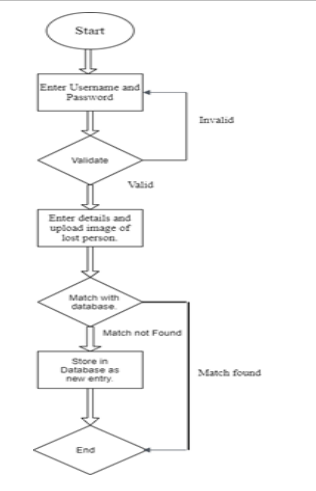 Start
Enter Username and
Password
Invalid
Validate
Valid
Enter details and
upload image of
lost person.
Match with
database.
Match not Found
Store in
Database as
new entry.
Match found
End